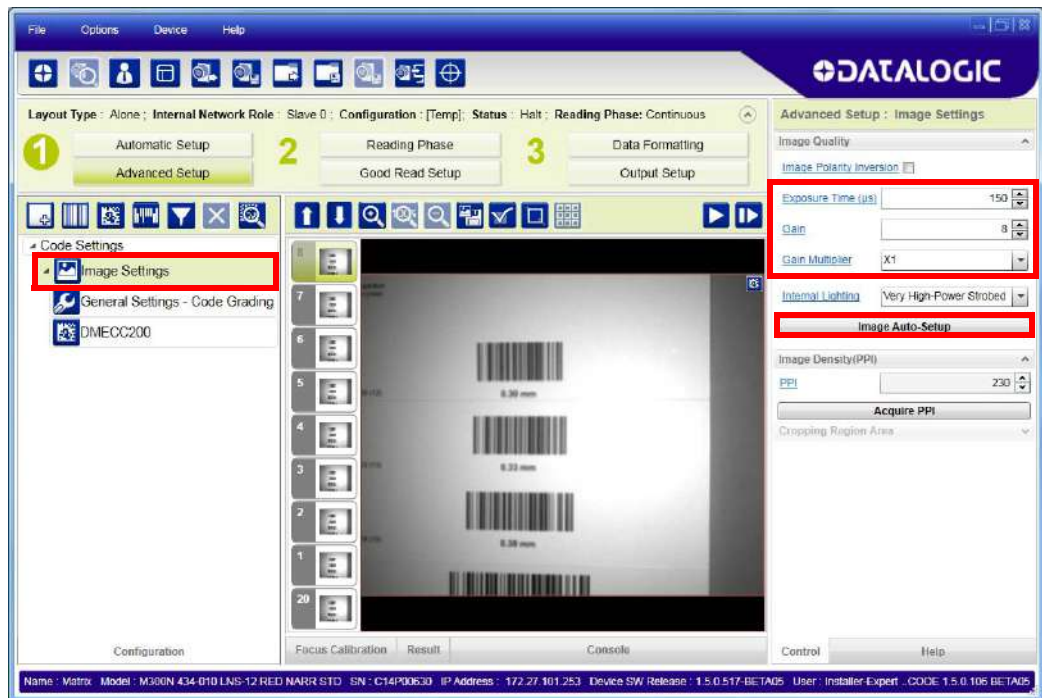 File Options Device Help
DATALOGIC
Layout Type : Alone ; Internal Network Role : Slave 0 ; Configuration : [Temp]; Status : Halt ; Reading Phase: Continuous
1 Automatic Setup
Advanced Setup
2 Reading Phase
Good Read Setup
3 Data Formatting
Output Setup
Code Settings
Image Settings
General Settings - Code Grading
DMECC200
Configuration
8
7
6
5
4
3
2
1
20
0.30 mm
0.33 mm
0.38 mm
Focus Calibration Result Console
Advanced Setup : Image Settings
Image Quality
Image Polarity Inversion
Exposure Time (µs) 150
Gain 8
Gain Multiplier X1
Internal Lighting Very High-Power Strobed
Image Auto-Setup
Image Density(PPI)
PPI 230
Acquire PPI
Cropping Region Area
Control Help
Name : Matrix Model : M300N 434-010 LNS-12 RED NARR STD SN : C14P00630 IP Address : 172.27.101.253 Device SW Release : 1.5.0.517-BETA05 User : Installer-Expert ..CODE 1.5.0.106 BETA05